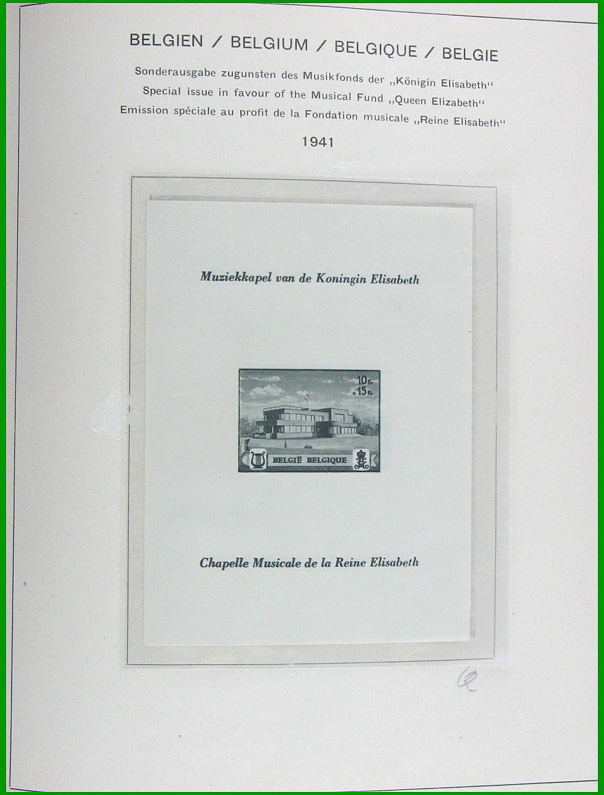 BELGIEN / BELGIUM / BELGIQUE / BELGIE
Sonderausgabe zugunsten des Musikfonds der „Königin Elisabeth“
Special issue in favour of the Musical Fund „Queen Elizabeth“
Emission spéciale au profit de la Fondation musicale „Reine Elisabeth“
1941
Muziekkapel van de Koningin Elisabeth
10Fr.
+15Fr.
BELGIË BELGIQUE
Chapelle Musicale de la Reine Elisabeth